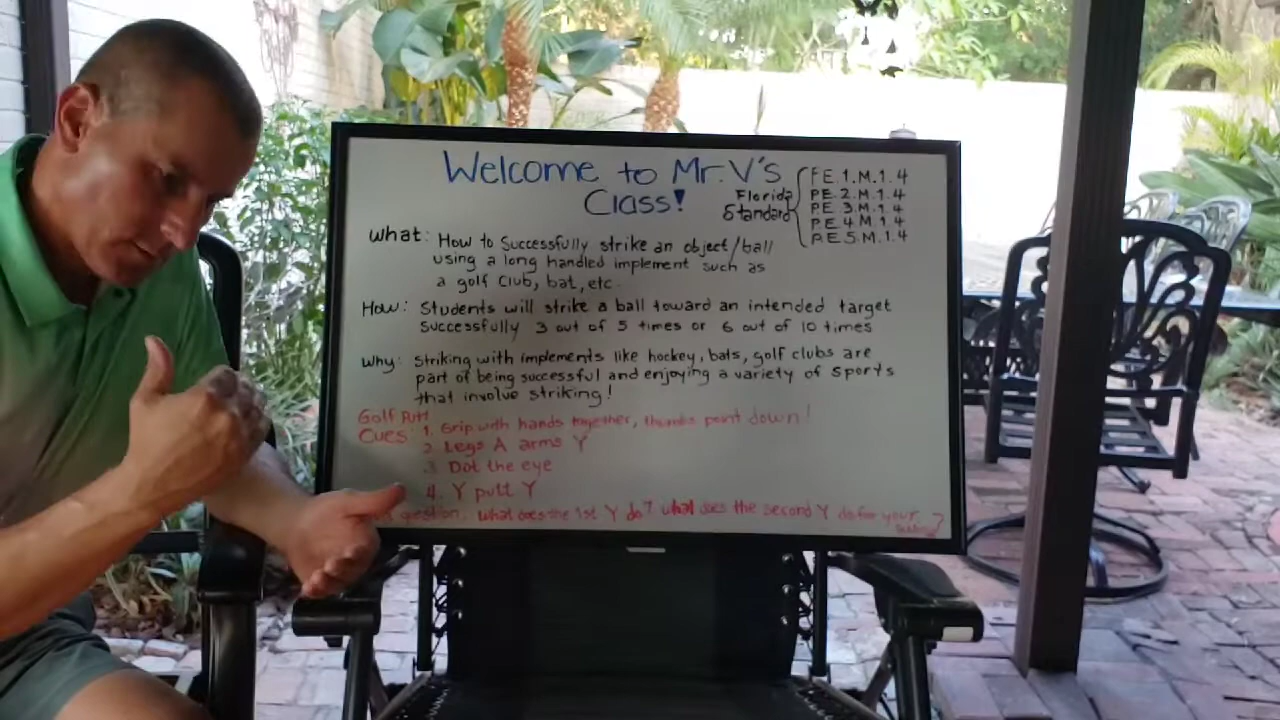 Welcome to Mr. V's
Class!
Florida
Standard
PE.1.M.1.4
PE.2.M.1.4
PE.3.M.1.4
PE.4.M.1.4
PE.5.M.1.4
What: How to Successfully strike an object/ball
using a long handled implement such as
a golf club, bat, etc.
How: Students will strike a ball toward an intended target
Successfully 3 out of 5 times or 6 out of 10 times
Why: Striking with implements like hockey, bats, golf clubs are
part of being successful and enjoying a variety of sports
that involve striking!
Golf Putt
Cues: 1. Grip with hands together, thumbs point down!
2. Legs A arms Y
3. Dot the eye
4. Y putt Y
question: what does the 1st Y do? what does the second Y do for your ?